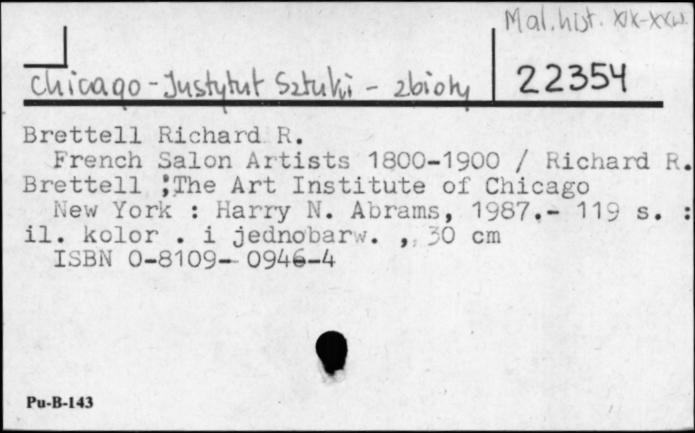 Mal. hist. XIX-XX w.
Chicago - Instytut Sztuki - zbiory
22354
Brettell Richard R.
French Salon Artists 1800-1900 / Richard R.
Brettell ;The Art Institute of Chicago
New York : Harry N. Abrams, 1987.- 119 s. :
il. kolor . i jednobarw. , 30 cm
ISBN 0-8109- 0946-4
Pu-B-143